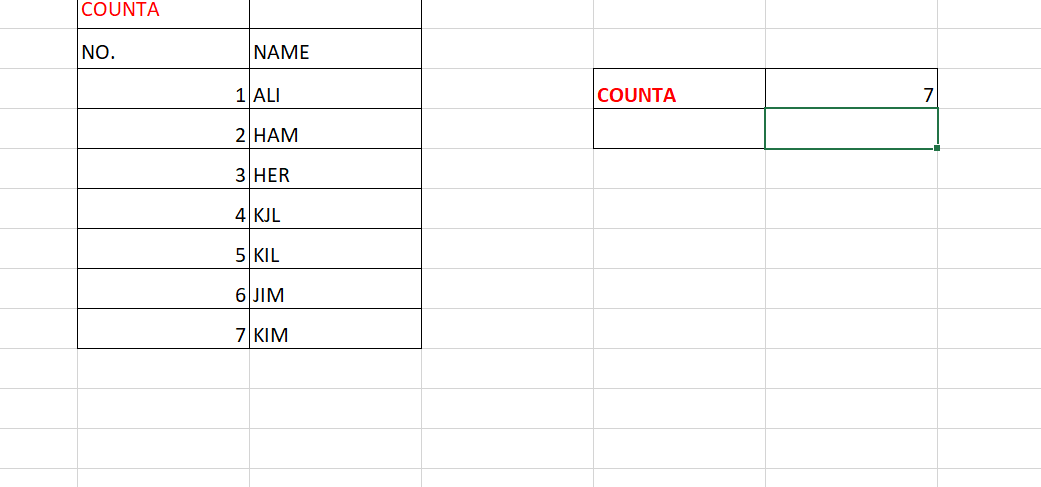 COUNTA
NO. NAME
1 ALI COUNTA 7
2 HAM
3 HER
4 KJL
5 KIL
6 JIM
7 KIM